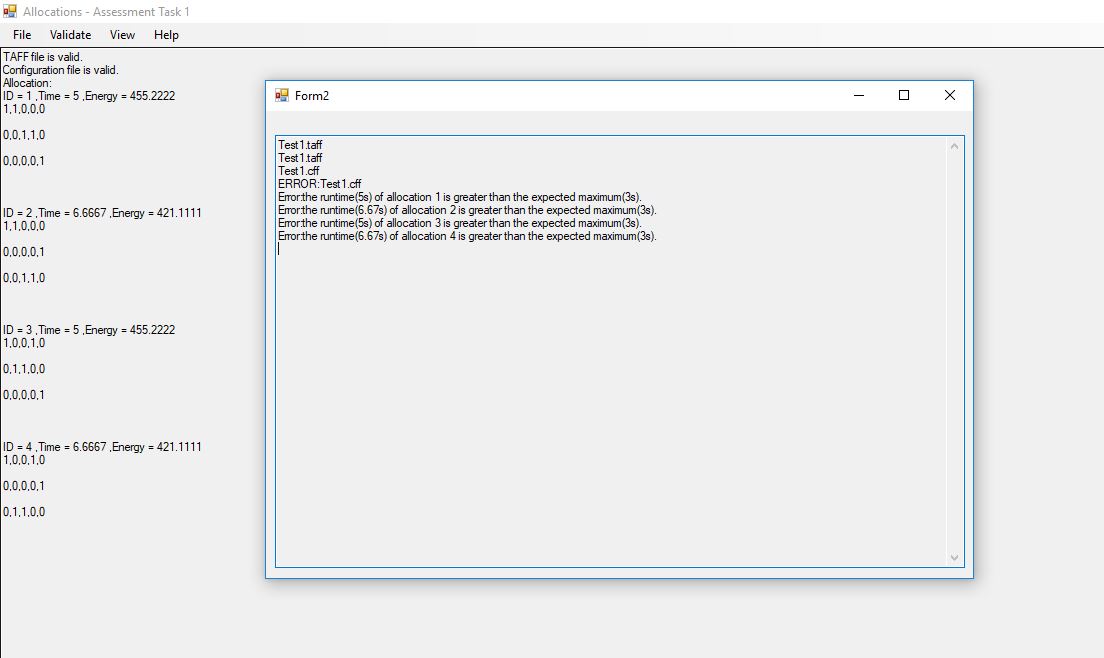 Allocations - Assessment Task 1
File Validate View Help
TAFF file is valid.
Configuration file is valid.
Allocation:
ID = 1 ,Time = 5 ,Energy = 455.2222
1,1,0,0,0
0,0,1,1,0
0,0,0,0,1
ID = 2 ,Time = 6.6667 ,Energy = 421.1111
1,1,0,0,0
0,0,0,0,1
0,0,1,1,0
ID = 3 ,Time = 5 ,Energy = 455.2222
1,0,0,1,0
0,1,1,0,0
0,0,0,0,1
ID = 4 ,Time = 6.6667 ,Energy = 421.1111
1,0,0,1,0
0,0,0,0,1
0,1,1,0,0
Form2
Test1.taff
Test1.taff
Test1.cff
ERROR:Test1.cff
Error:the runtime(5s) of allocation 1 is greater than the expected maximum(3s).
Error:the runtime(6.67s) of allocation 2 is greater than the expected maximum(3s).
Error:the runtime(5s) of allocation 3 is greater than the expected maximum(3s).
Error:the runtime(6.67s) of allocation 4 is greater than the expected maximum(3s).